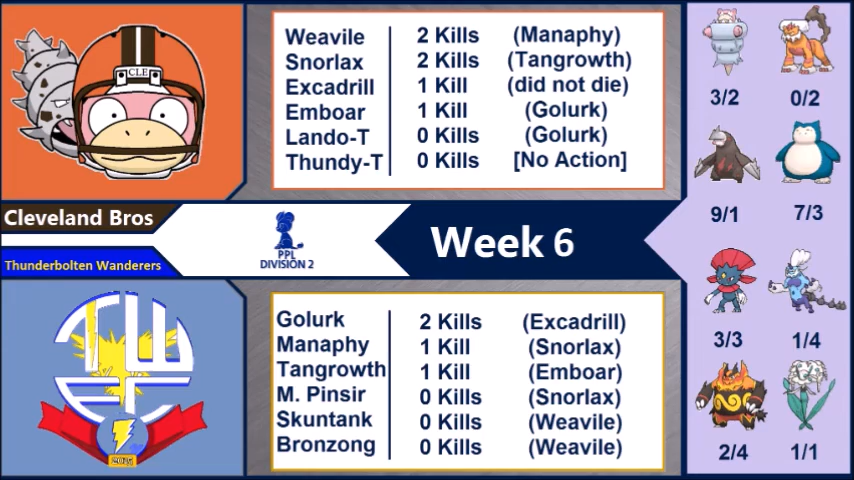 CLE
Weavile 2 Kills (Manaphy)
Snorlax 2 Kills (Tangrowth)
Excadrill 1 Kill (did not die)
Emboar 1 Kill (Golurk)
Lando-T 0 Kills (Golurk)
Thundy-T 0 Kills [No Action]
Cleveland Bros
Thunderbolten Wanderers
PPL
DIVISION 2
Week 6
TW
EF
Golurk 2 Kills (Excadrill)
Manaphy 1 Kill (Snorlax)
Tangrowth 1 Kill (Emboar)
M. Pinsir 0 Kills (Snorlax)
Skuntank 0 Kills (Weavile)
Bronzong 0 Kills (Weavile)
3/2 0/2
9/1 7/3
3/3 1/4
2/4 1/1